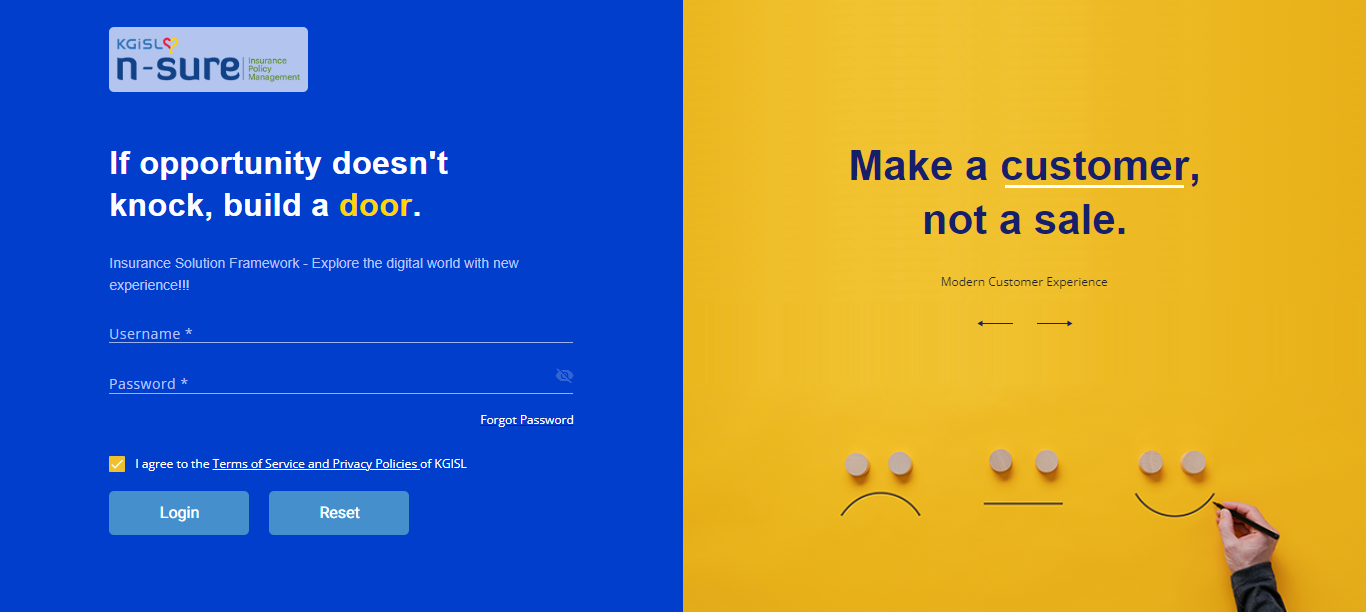 KGiSL
n-sure
Insurance
Policy
Management
If opportunity doesn't
knock, build a door.
Insurance Solution Framework - Explore the digital world with new
experience!!!
Username *
Password *
Forgot Password
I agree to the Terms of Service and Privacy Policies of KGISL
Login
Reset
Make a customer,
not a sale.
Modern Customer Experience